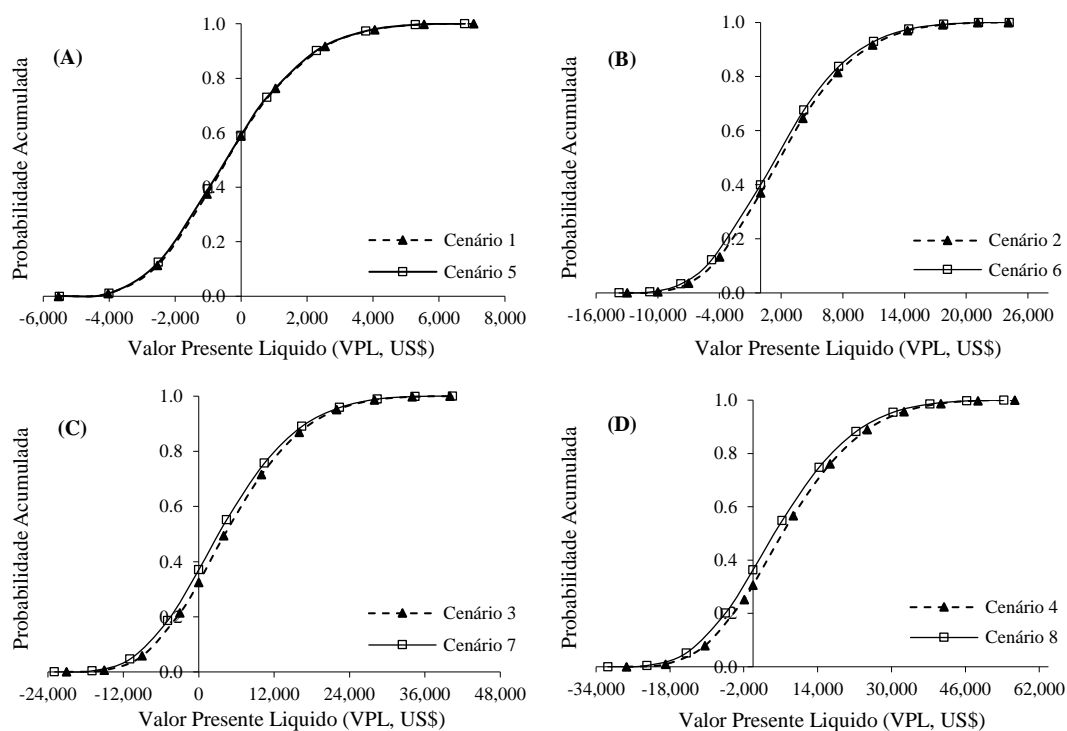 (A)
Probabilidade Acumulada
1.0
0.8
0.6
0.4
0.2
0.0
-6,000 -4,000 -2,000 0 2,000 4,000 6,000 8,000
Valor Presente Liquido (VPL, US$)
Cenário 1
Cenário 5
(B)
Probabilidade Acumulada
1.0
0.8
0.6
0.4
0.2
0.0
-16,000 -10,000 -4,000 2,000 8,000 14,000 20,000 26,000
Valor Presente Liquido (VPL, US$)
Cenário 2
Cenário 6
(C)
Probabilidade Acumulada
1.0
0.8
0.6
0.4
0.2
0.0
-24,000 -12,000 0 12,000 24,000 36,000 48,000
Valor Presente Liquido (VPL, US$)
Cenário 3
Cenário 7
(D)
Probabilidade Acumulada
1.0
0.8
0.6
0.4
0.2
0.0
-34,000 -18,000 -2,000 14,000 30,000 46,000 62,000
Valor Presente Liquido (VPL, US$)
Cenário 4
Cenário 8